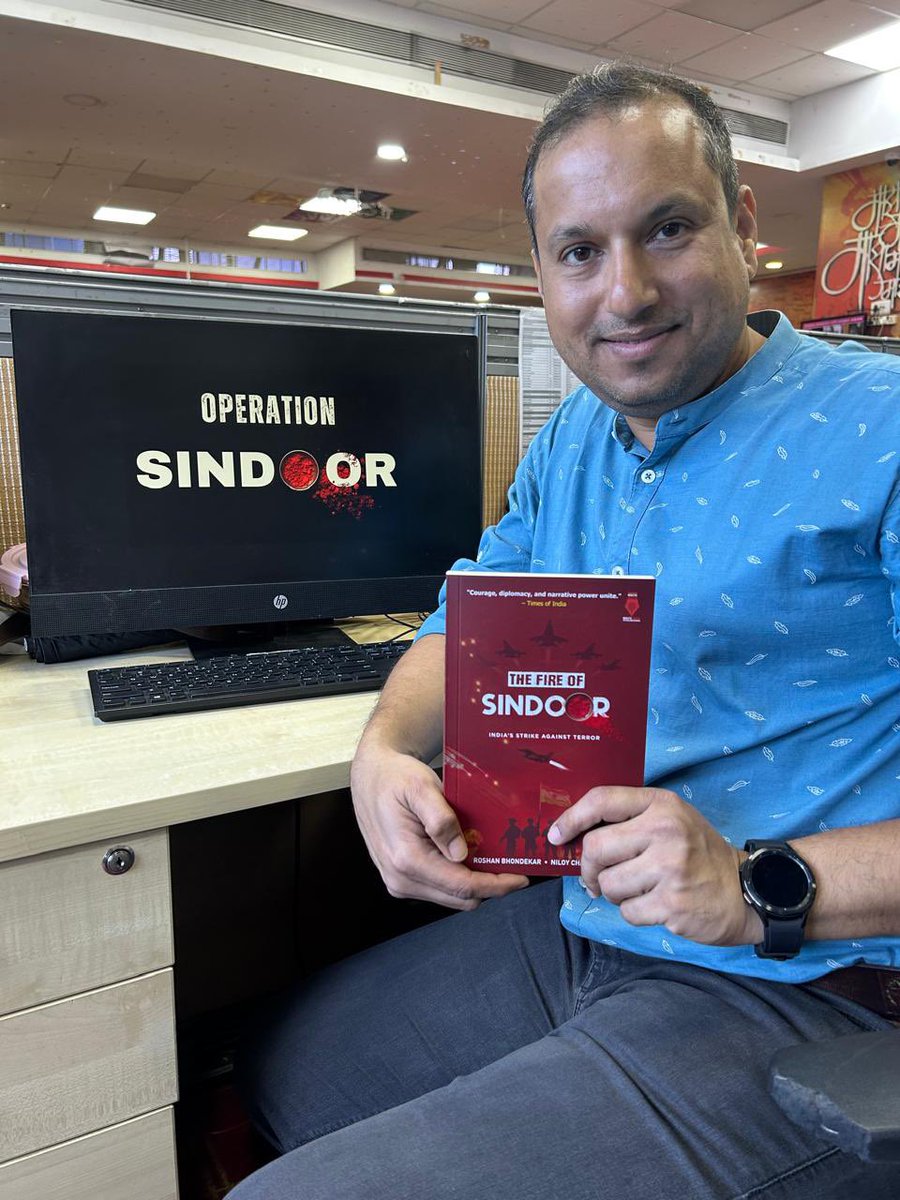 OPERATION
SINDOOR
hp
"Courage, diplomacy, and narrative power unite."
– Times of India
THE FIRE OF
SINDOOR
INDIA'S STRIKE AGAINST TERROR
ROSHAN BHONDEKAR • NILOY